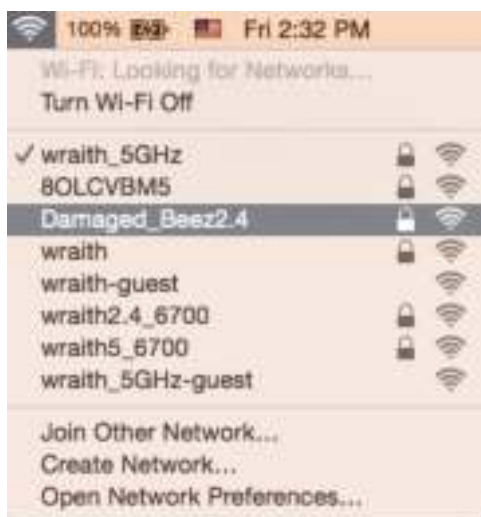 100% Fri 2:32 PM
Wi-Fi: Looking for Networks...
Turn Wi-Fi Off
✓ wraith_5GHz
8OLCVBM5
Damaged_Beez2.4
wraith
wraith-guest
wraith2.4_6700
wraith5_6700
wraith_5GHz-guest
Join Other Network...
Create Network...
Open Network Preferences...